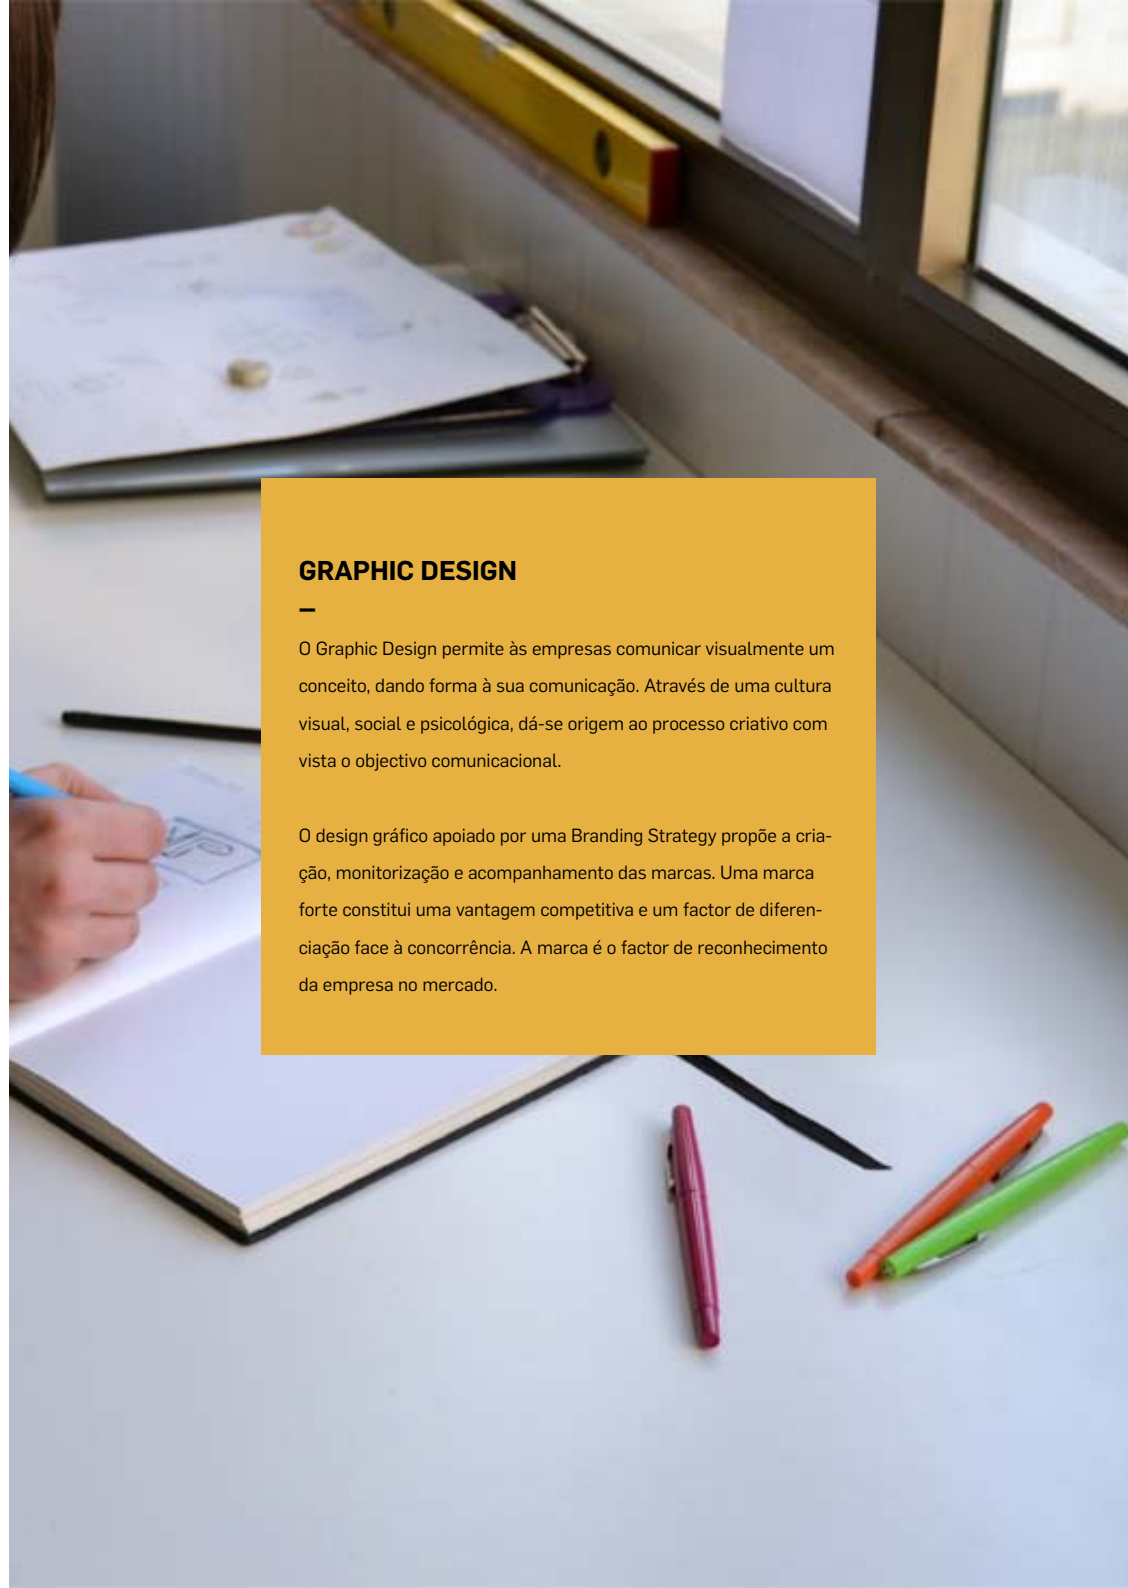 GRAPHIC DESIGN
–
O Graphic Design permite às empresas comunicar visualmente um
conceito, dando forma à sua comunicação. Através de uma cultura
visual, social e psicológica, dá-se origem ao processo criativo com
vista o objectivo comunicacional.
O design gráfico apoiado por uma Branding Strategy propõe a cria-
ção, monitorização e acompanhamento das marcas. Uma marca
forte constitui uma vantagem competitiva e um factor de diferen-
ciação face à concorrência. A marca é o factor de reconhecimento
da empresa no mercado.